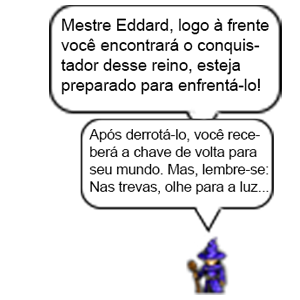 Mestre Eddard, logo à frente
você encontrará o conquis-
tador desse reino, esteja
preparado para enfrentá-lo!
Após derrotá-lo, você rece-
berá a chave de volta para
seu mundo. Mas, lembre-se:
Nas trevas, olhe para a luz...